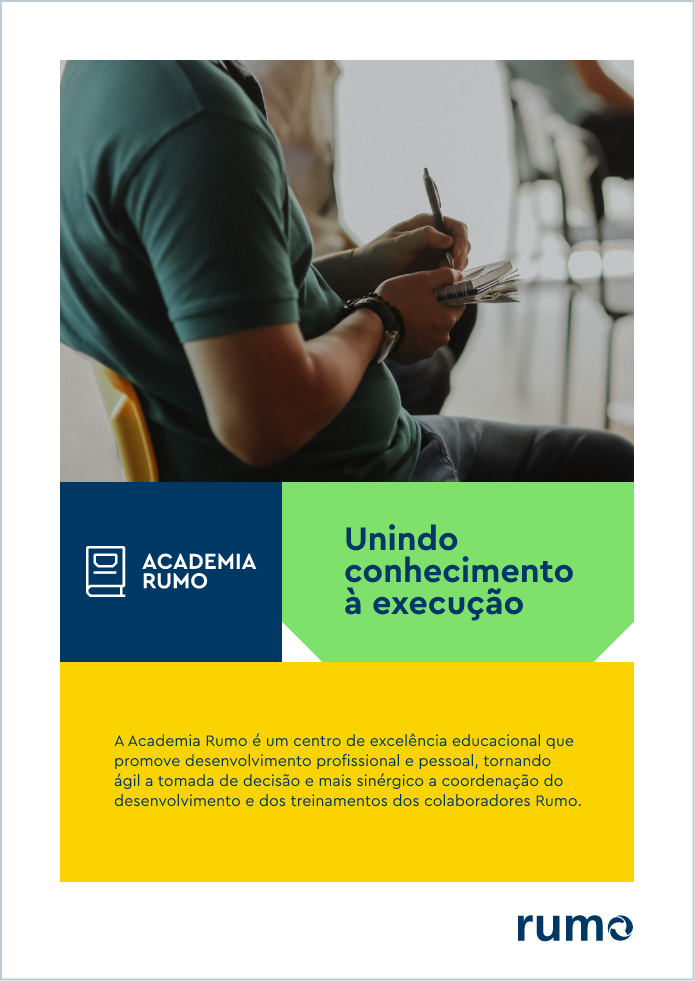 ACADEMIA
RUMO
Unindo
conhecimento
à execução
A Academia Rumo é um centro de excelência educacional que
promove desenvolvimento profissional e pessoal, tornando
ágil a tomada de decisão e mais sinérgico a coordenação do
desenvolvimento e dos treinamentos dos colaboradores Rumo.
rumo